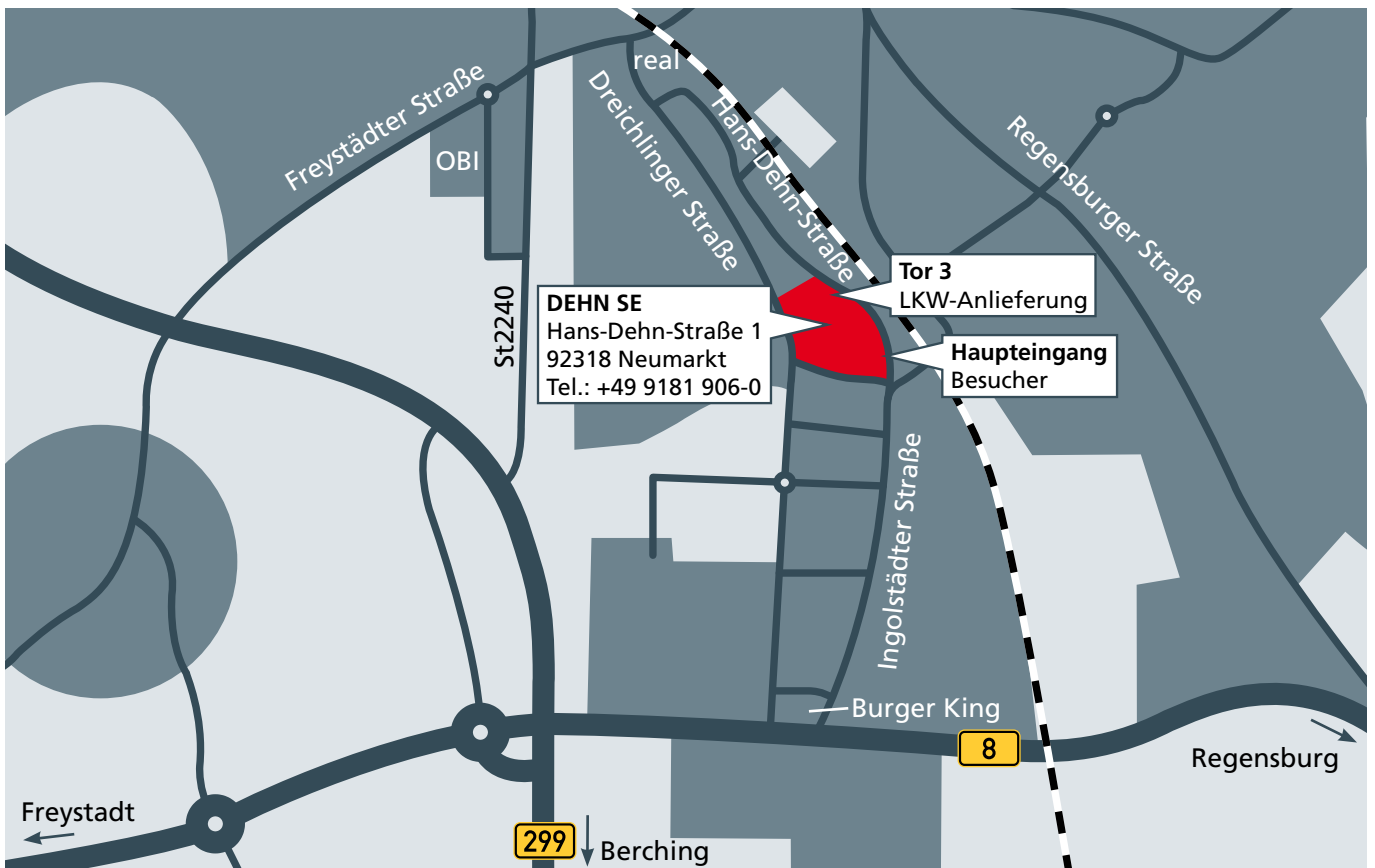 real
Freystädter Straße
OBI
Dreichlinger Straße
Hans-Dehn-Straße
Regensburger Straße
St2240
Tor 3
LKW-Anlieferung
DEHN SE
Hans-Dehn-Straße 1
92318 Neumarkt
Tel.: +49 9181 906-0
Haupteingang
Besucher
Ingolstädter Straße
Burger King
8
Regensburg
Freystadt
299
Berching